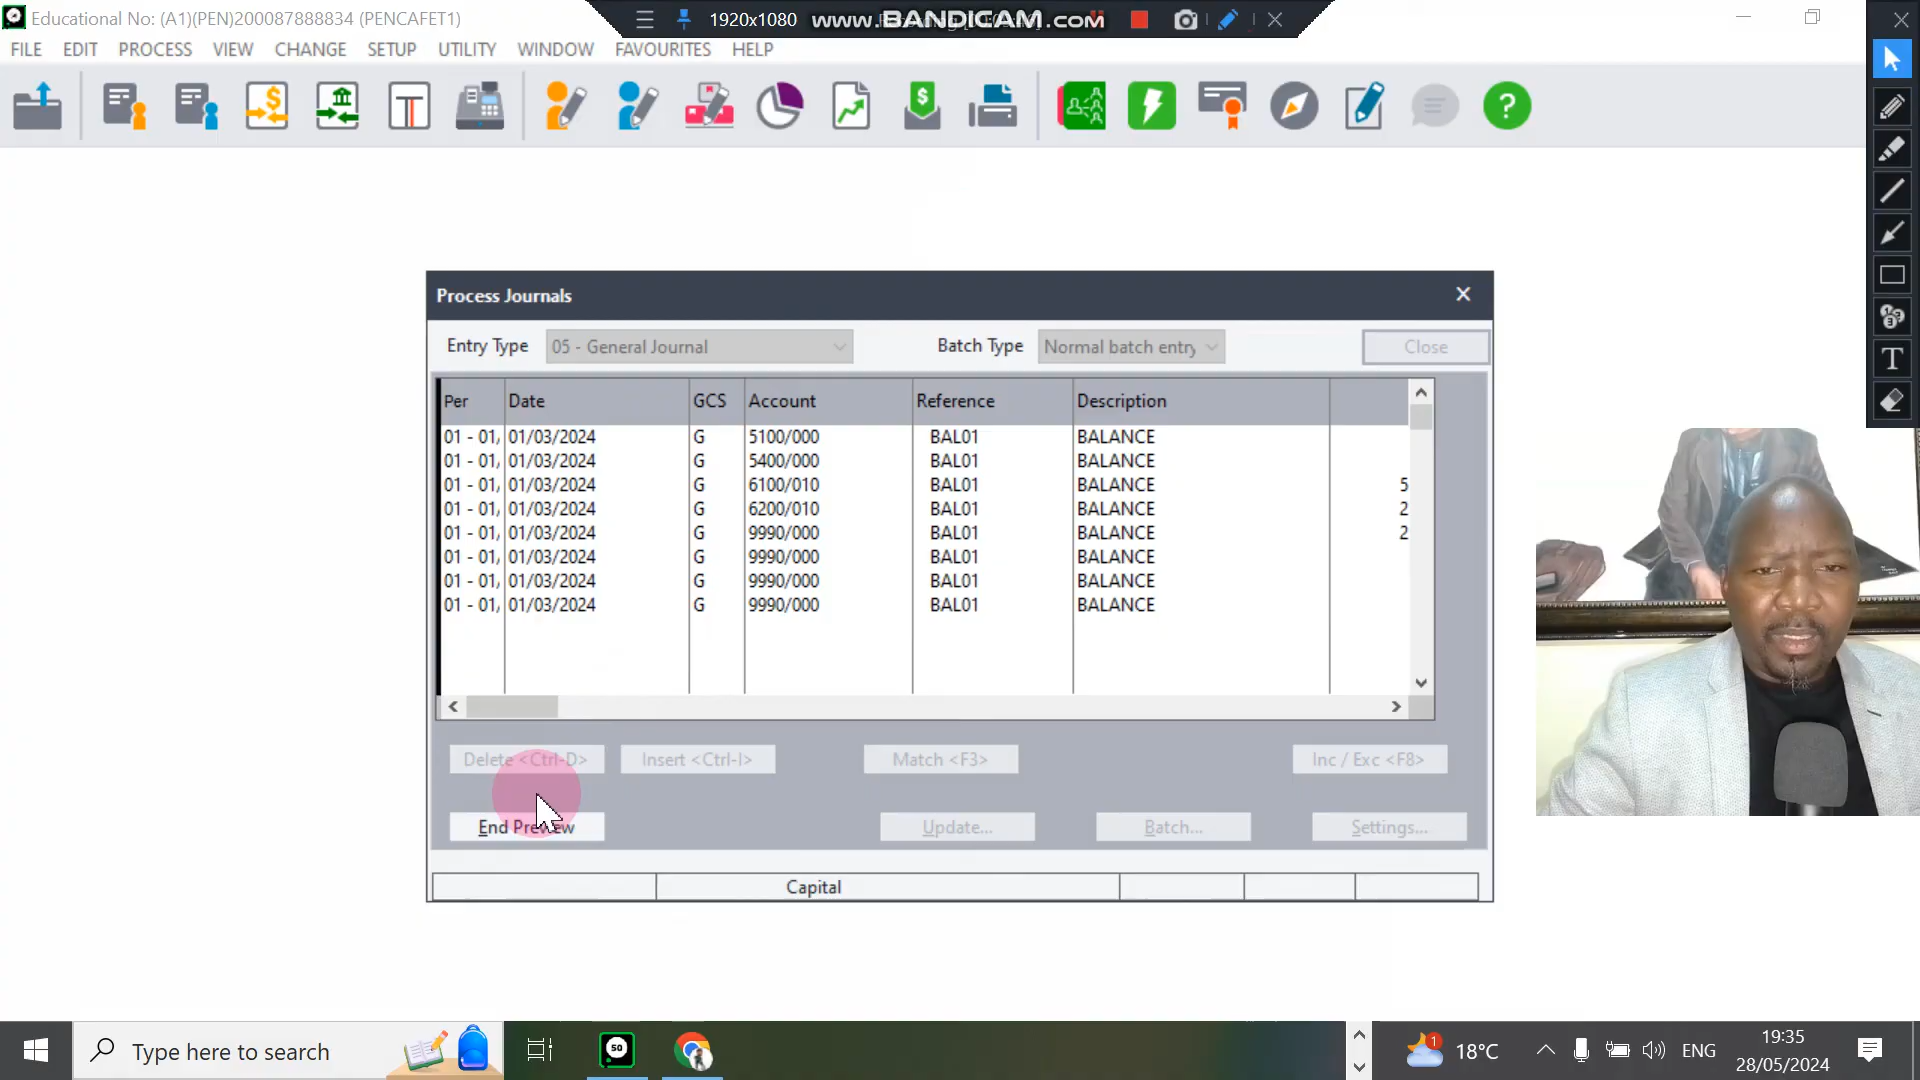 Educational No: (A1)(PEN)200087888834 (PENCAFET1)
1920x1080
www.BANDICAM.com
FILE EDIT PROCESS VIEW CHANGE SETUP UTILITY WINDOW FAVOURITES HELP
Process Journals
Entry Type 05 - General Journal Batch Type Normal batch entry Close
Per Date GCS Account Reference Description
01 - 01, 01/03/2024 G 5100/000 BAL01 BALANCE
01 - 01, 01/03/2024 G 5400/000 BAL01 BALANCE
01 - 01, 01/03/2024 G 6100/010 BAL01 BALANCE 5
01 - 01, 01/03/2024 G 6200/010 BAL01 BALANCE 2
01 - 01, 01/03/2024 G 9990/000 BAL01 BALANCE 2
01 - 01, 01/03/2024 G 9990/000 BAL01 BALANCE
01 - 01, 01/03/2024 G 9990/000 BAL01 BALANCE
01 - 01, 01/03/2024 G 9990/000 BAL01 BALANCE
Delete <Ctrl-D> Insert <Ctrl-I> Match <F3> Inc / Exc <F8>
End Preview Update... Batch... Settings...
Capital
Type here to search
50
1
18°C
ENG
19:35
28/05/2024